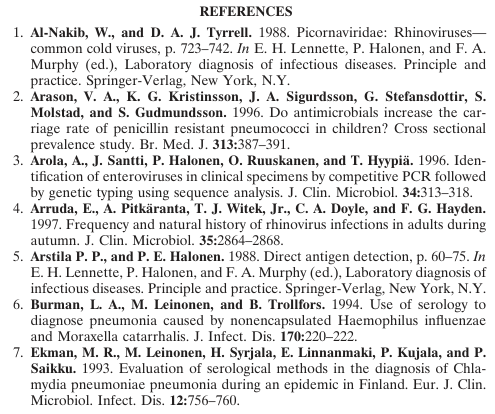 REFERENCES
1. Al-Nakib, W., and D. A. J. Tyrrell. 1988. Picornaviridae: Rhinoviruses—
common cold viruses, p. 723–742. In E. H. Lennette, P. Halonen, and F. A.
Murphy (ed.), Laboratory diagnosis of infectious diseases. Principle and
practice. Springer-Verlag, New York, N.Y.
2. Arason, V. A., K. G. Kristinsson, J. A. Sigurdsson, G. Stefansdottir, S.
Molstad, and S. Gudmundsson. 1996. Do antimicrobials increase the car-
riage rate of penicillin resistant pneumococci in children? Cross sectional
prevalence study. Br. Med. J. 313:387–391.
3. Arola, A., J. Santti, P. Halonen, O. Ruuskanen, and T. Hyypiä. 1996. Iden-
tification of enteroviruses in clinical specimens by competitive PCR followed
by genetic typing using sequence analysis. J. Clin. Microbiol. 34:313–318.
4. Arruda, E., A. Pitkäranta, T. J. Witek, Jr., C. A. Doyle, and F. G. Hayden.
1997. Frequency and natural history of rhinovirus infections in adults during
autumn. J. Clin. Microbiol. 35:2864–2868.
5. Arstila P. P., and P. E. Halonen. 1988. Direct antigen detection, p. 60–75. In
E. H. Lennette, P. Halonen, and F. A. Murphy (ed.), Laboratory diagnosis of
infectious diseases. Principle and practice. Springer-Verlag, New York, N.Y.
6. Burman, L. A., M. Leinonen, and B. Trollfors. 1994. Use of serology to
diagnose pneumonia caused by nonencapsulated Haemophilus influenzae
and Moraxella catarrhalis. J. Infect. Dis. 170:220–222.
7. Ekman, M. R., M. Leinonen, H. Syrjala, E. Linnanmaki, P. Kujala, and P.
Saikku. 1993. Evaluation of serological methods in the diagnosis of Chla-
mydia pneumoniae pneumonia during an epidemic in Finland. Eur. J. Clin.
Microbiol. Infect. Dis. 12:756–760.